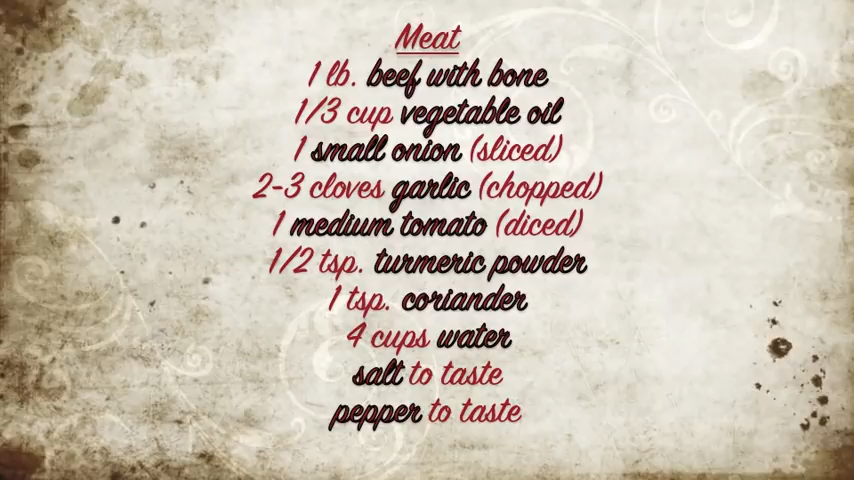 Meat
1 lb. beef with bone
1/3 cup vegetable oil
1 small onion (sliced)
2-3 cloves garlic (chopped)
1 medium tomato (diced)
1/2 tsp. turmeric powder
1 tsp. coriander
4 cups water
salt to taste
pepper to taste